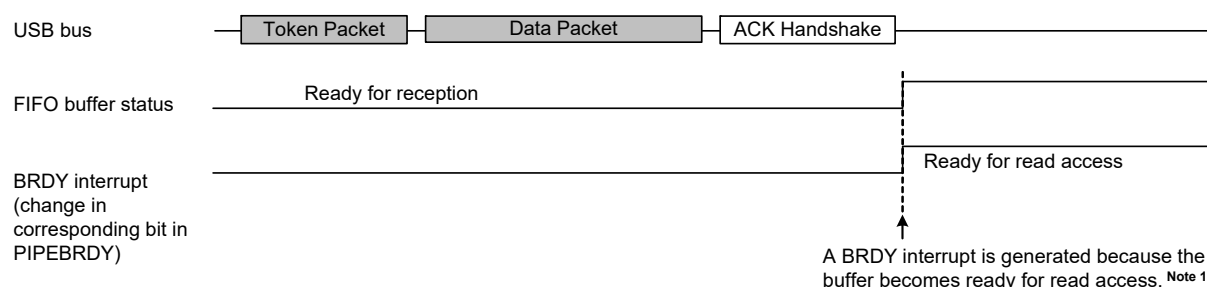 USB bus
Token Packet
Data Packet
ACK Handshake
FIFO buffer status
Ready for reception
Ready for read access
BRDY interrupt
(change in
corresponding bit in
PIPEBRDY)
A BRDY interrupt is generated because the
buffer becomes ready for read access. Note 1